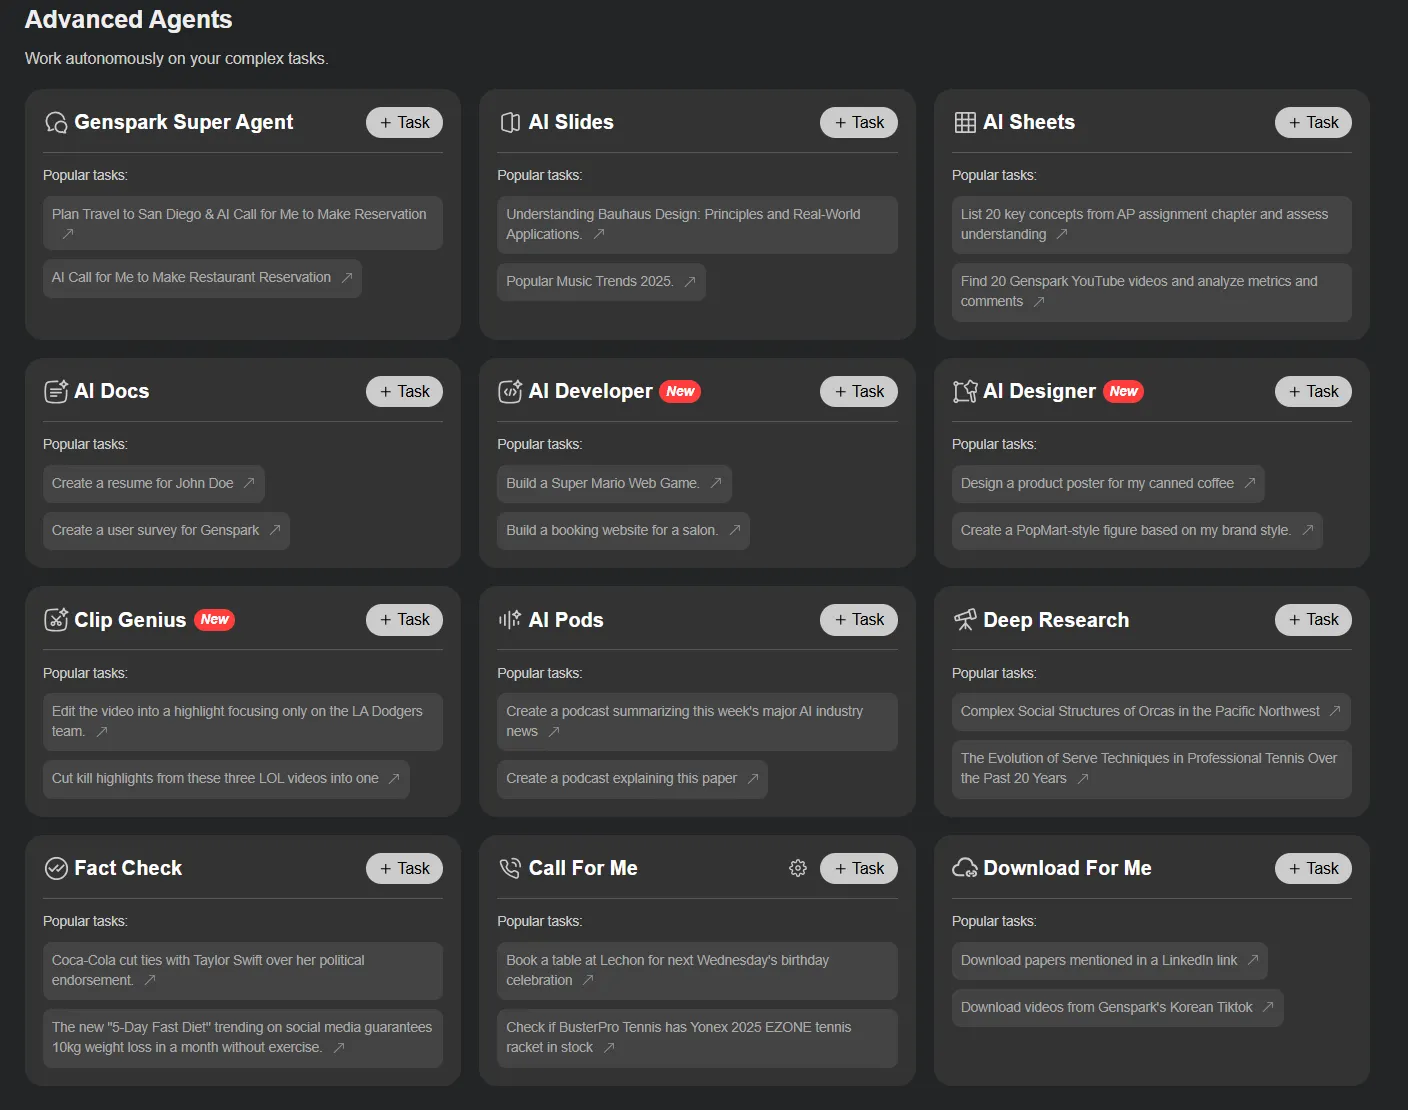 Advanced Agents
Work autonomously on your complex tasks.
Genspark Super Agent
+ Task
Popular tasks:
Plan Travel to San Diego & AI Call for Me to Make Reservation
AI Call for Me to Make Restaurant Reservation
AI Slides
+ Task
Popular tasks:
Understanding Bauhaus Design: Principles and Real-World
Applications.
Popular Music Trends 2025.
AI Sheets
+ Task
Popular tasks:
List 20 key concepts from AP assignment chapter and assess
understanding
Find 20 Genspark YouTube videos and analyze metrics and
comments
AI Docs
+ Task
Popular tasks:
Create a resume for John Doe
Create a user survey for Genspark
AI Developer New
+ Task
Popular tasks:
Build a Super Mario Web Game.
Build a booking website for a salon.
AI Designer New
+ Task
Popular tasks:
Design a product poster for my canned coffee
Create a PopMart-style figure based on my brand style.
Clip Genius New
+ Task
Popular tasks:
Edit the video into a highlight focusing only on the LA Dodgers
team.
Cut kill highlights from these three LOL videos into one
AI Pods
+ Task
Popular tasks:
Create a podcast summarizing this week's major AI industry
news
Create a podcast explaining this paper
Deep Research
+ Task
Popular tasks:
Complex Social Structures of Orcas in the Pacific Northwest
The Evolution of Serve Techniques in Professional Tennis Over
the Past 20 Years
Fact Check
+ Task
Popular tasks:
Coca-Cola cut ties with Taylor Swift over her political
endorsement.
The new "5-Day Fast Diet" trending on social media guarantees
10kg weight loss in a month without exercise.
Call For Me
+ Task
Popular tasks:
Book a table at Lechon for next Wednesday's birthday
celebration
Check if BusterPro Tennis has Yonex 2025 EZONE tennis
racket in stock
Download For Me
+ Task
Popular tasks:
Download papers mentioned in a LinkedIn link
Download videos from Genspark's Korean Tiktok